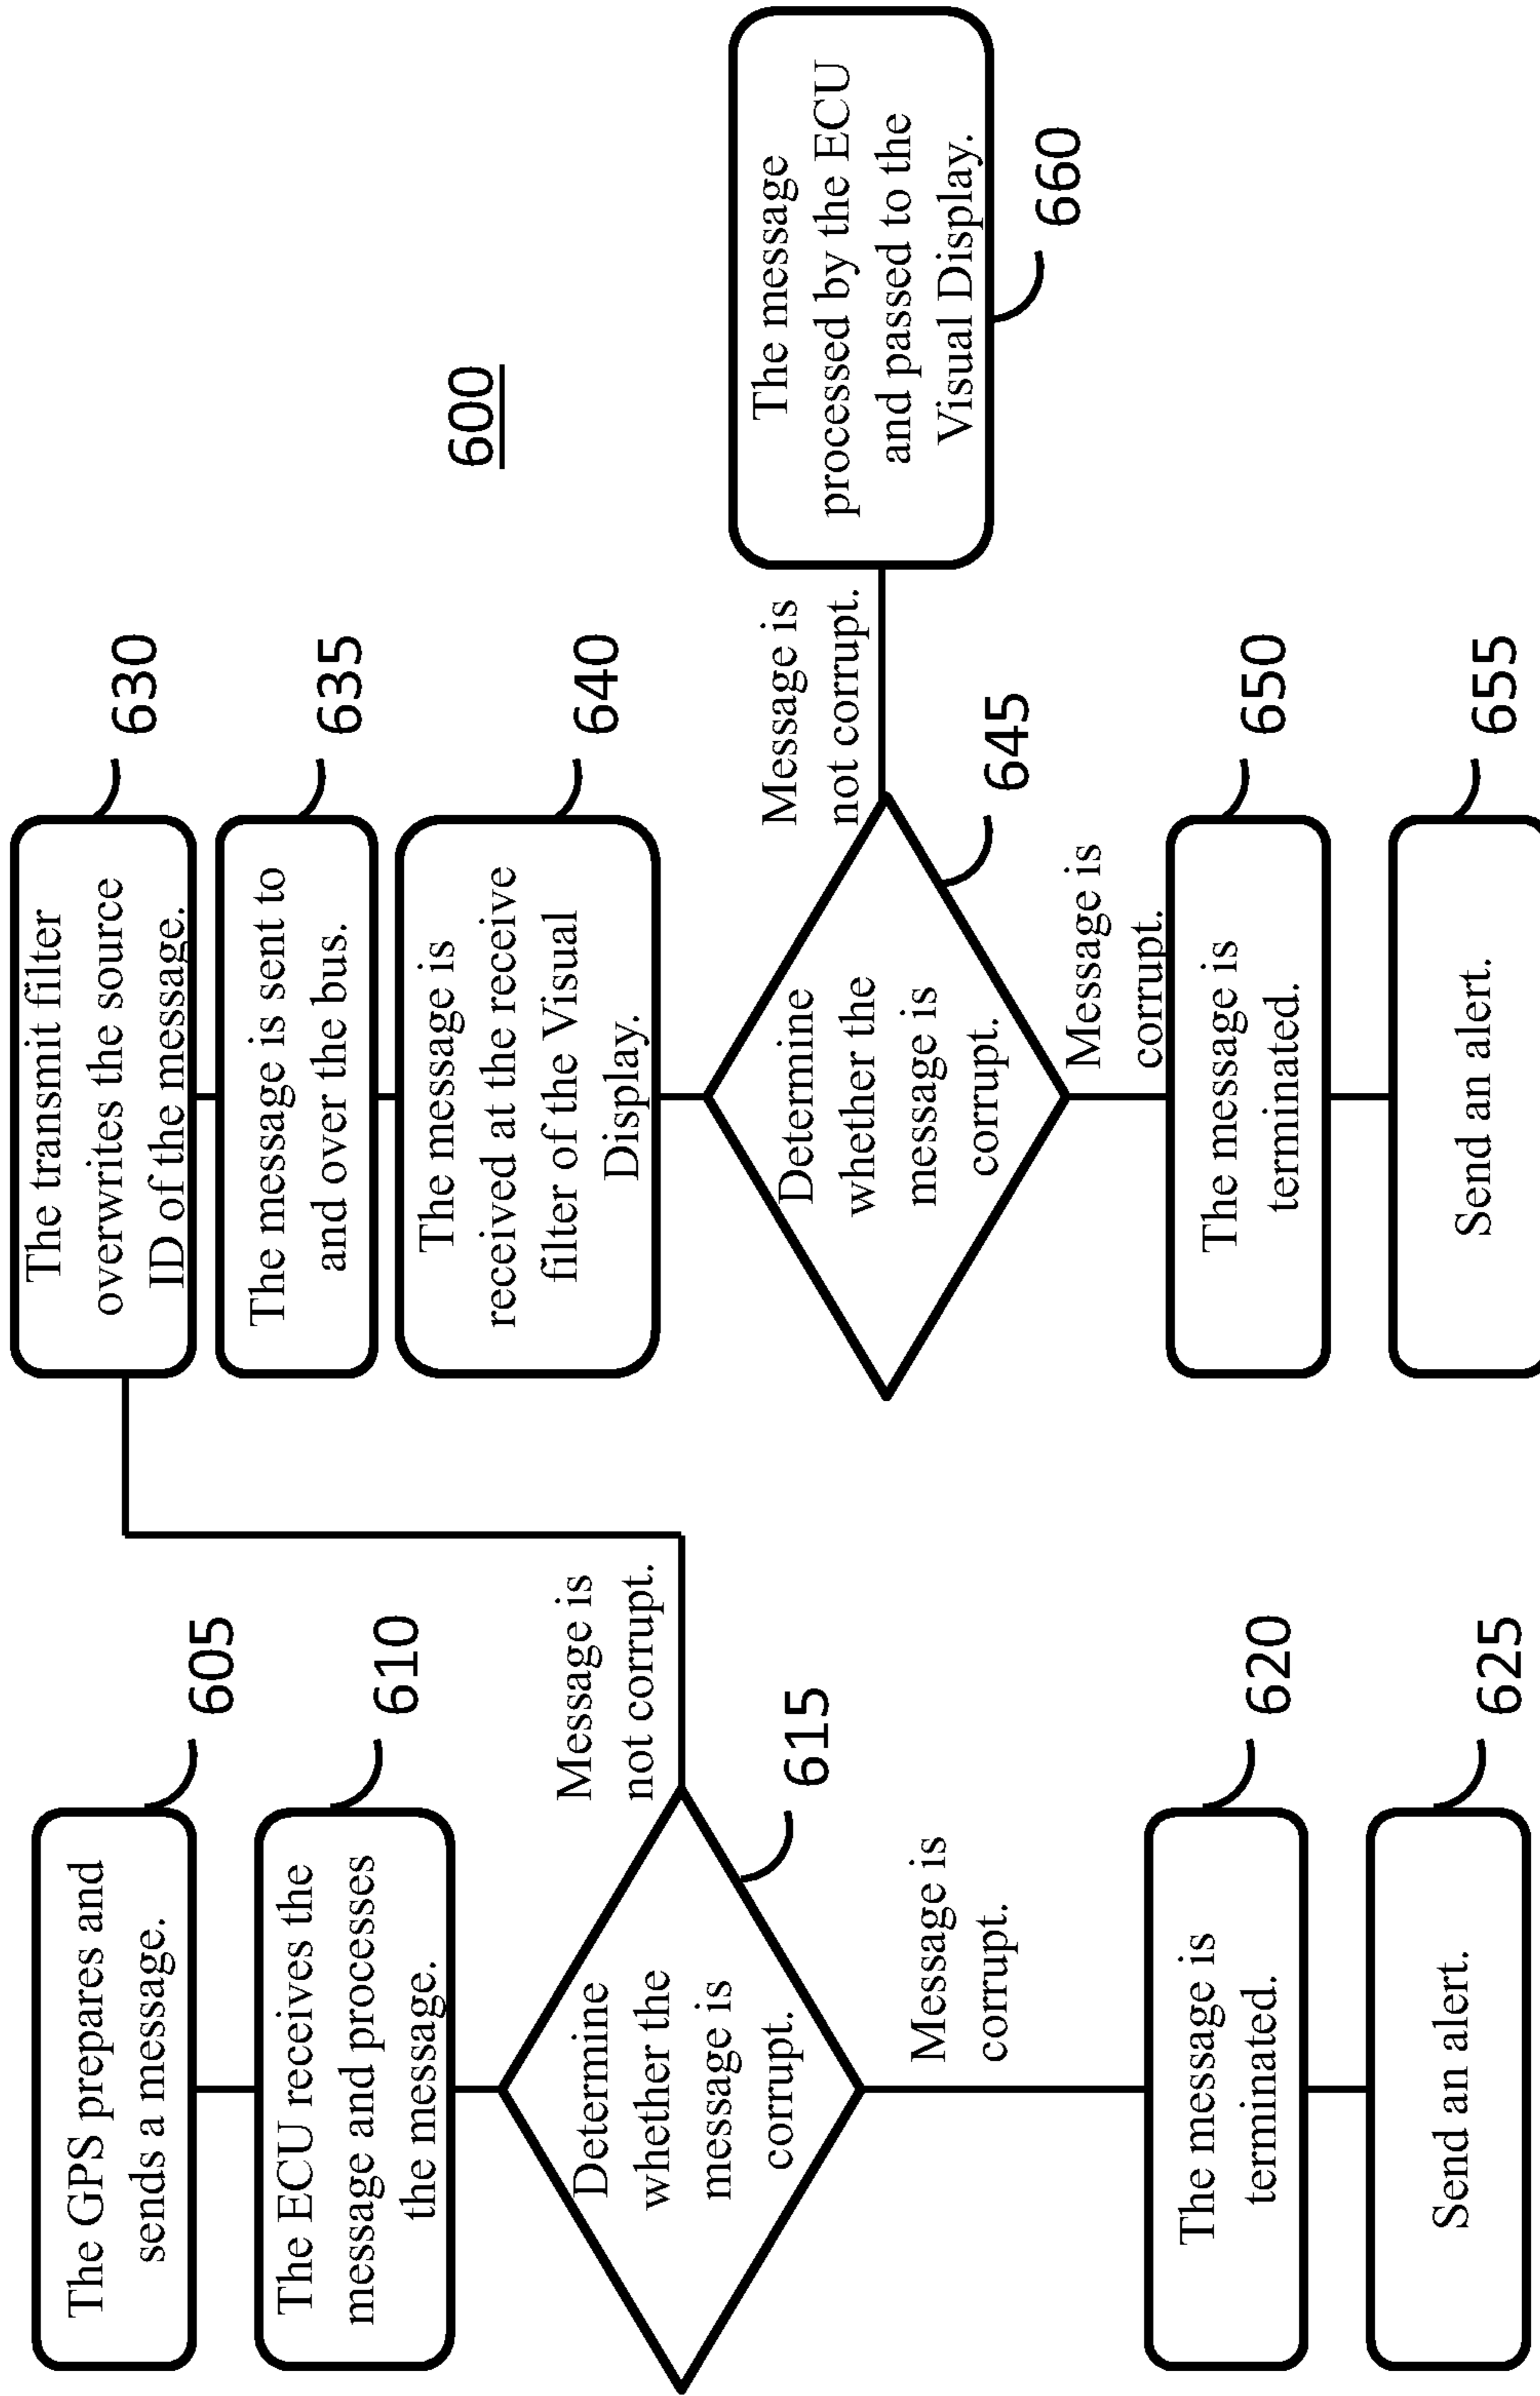 The GPS prepares and
sends a message.
605
The ECU receives the
message and processes
the message.
610
Determine
whether the
message is
corrupt.
615
Message is
not corrupt.
Message is
corrupt.
The message is
terminated.
620
Send an alert.
625
The transmit filter
overwrites the source
ID of the message.
630
The message is sent to
and over the bus.
635
The message is
received at the receive
filter of the Visual
Display.
640
Determine
whether the
message is
corrupt.
645
Message is
not corrupt.
Message is
corrupt.
The message is
terminated.
650
Send an alert.
655
600
The message
processed by the ECU
and passed to the
Visual Display.
660